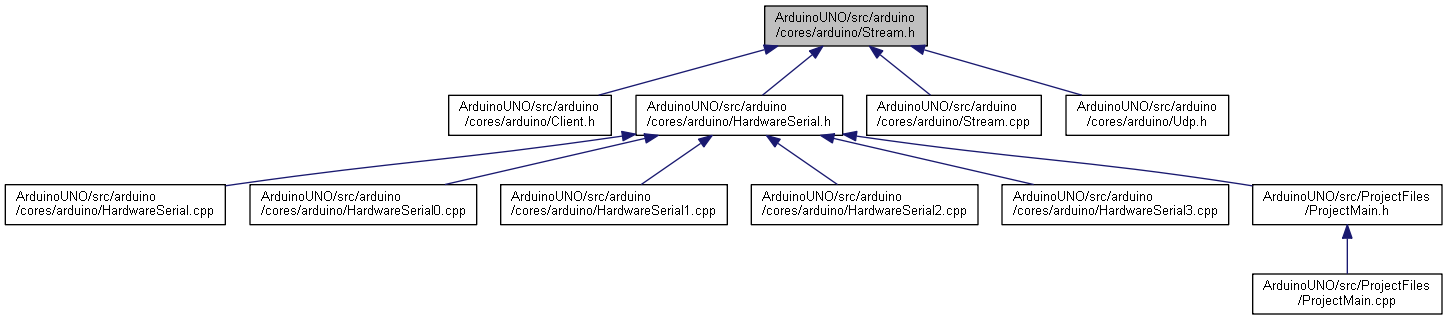 ArduinoUNO/src/arduino
/cores/arduino/Stream.h
ArduinoUNO/src/arduino
/cores/arduino/Client.h
ArduinoUNO/src/arduino
/cores/arduino/HardwareSerial.h
ArduinoUNO/src/arduino
/cores/arduino/Stream.cpp
ArduinoUNO/src/arduino
/cores/arduino/Udp.h
ArduinoUNO/src/arduino
/cores/arduino/HardwareSerial.cpp
ArduinoUNO/src/arduino
/cores/arduino/HardwareSerial0.cpp
ArduinoUNO/src/arduino
/cores/arduino/HardwareSerial1.cpp
ArduinoUNO/src/arduino
/cores/arduino/HardwareSerial2.cpp
ArduinoUNO/src/arduino
/cores/arduino/HardwareSerial3.cpp
ArduinoUNO/src/ProjectFiles
/ProjectMain.h
ArduinoUNO/src/ProjectFiles
/ProjectMain.cpp